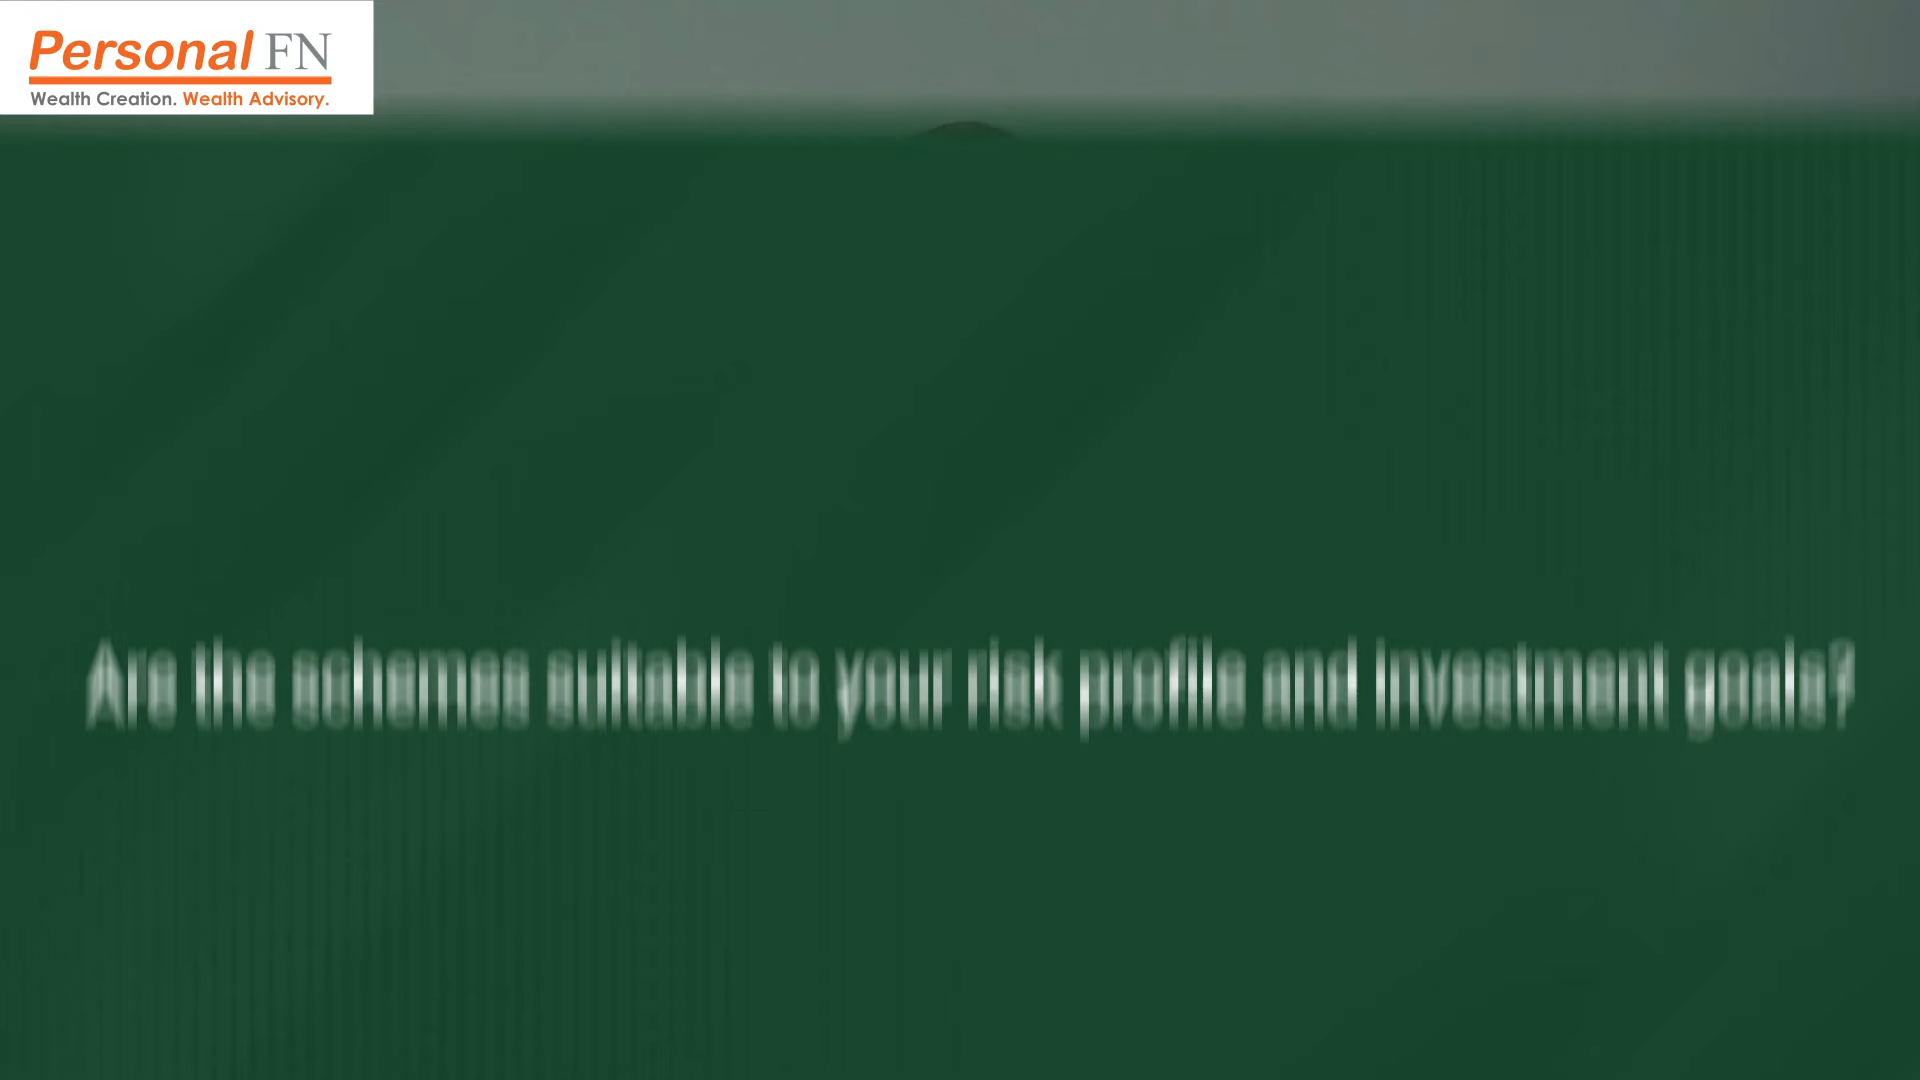 Personal FN
Wealth Creation. Wealth Advisory.
Are the schemes suitable to your risk profile and investment goals?